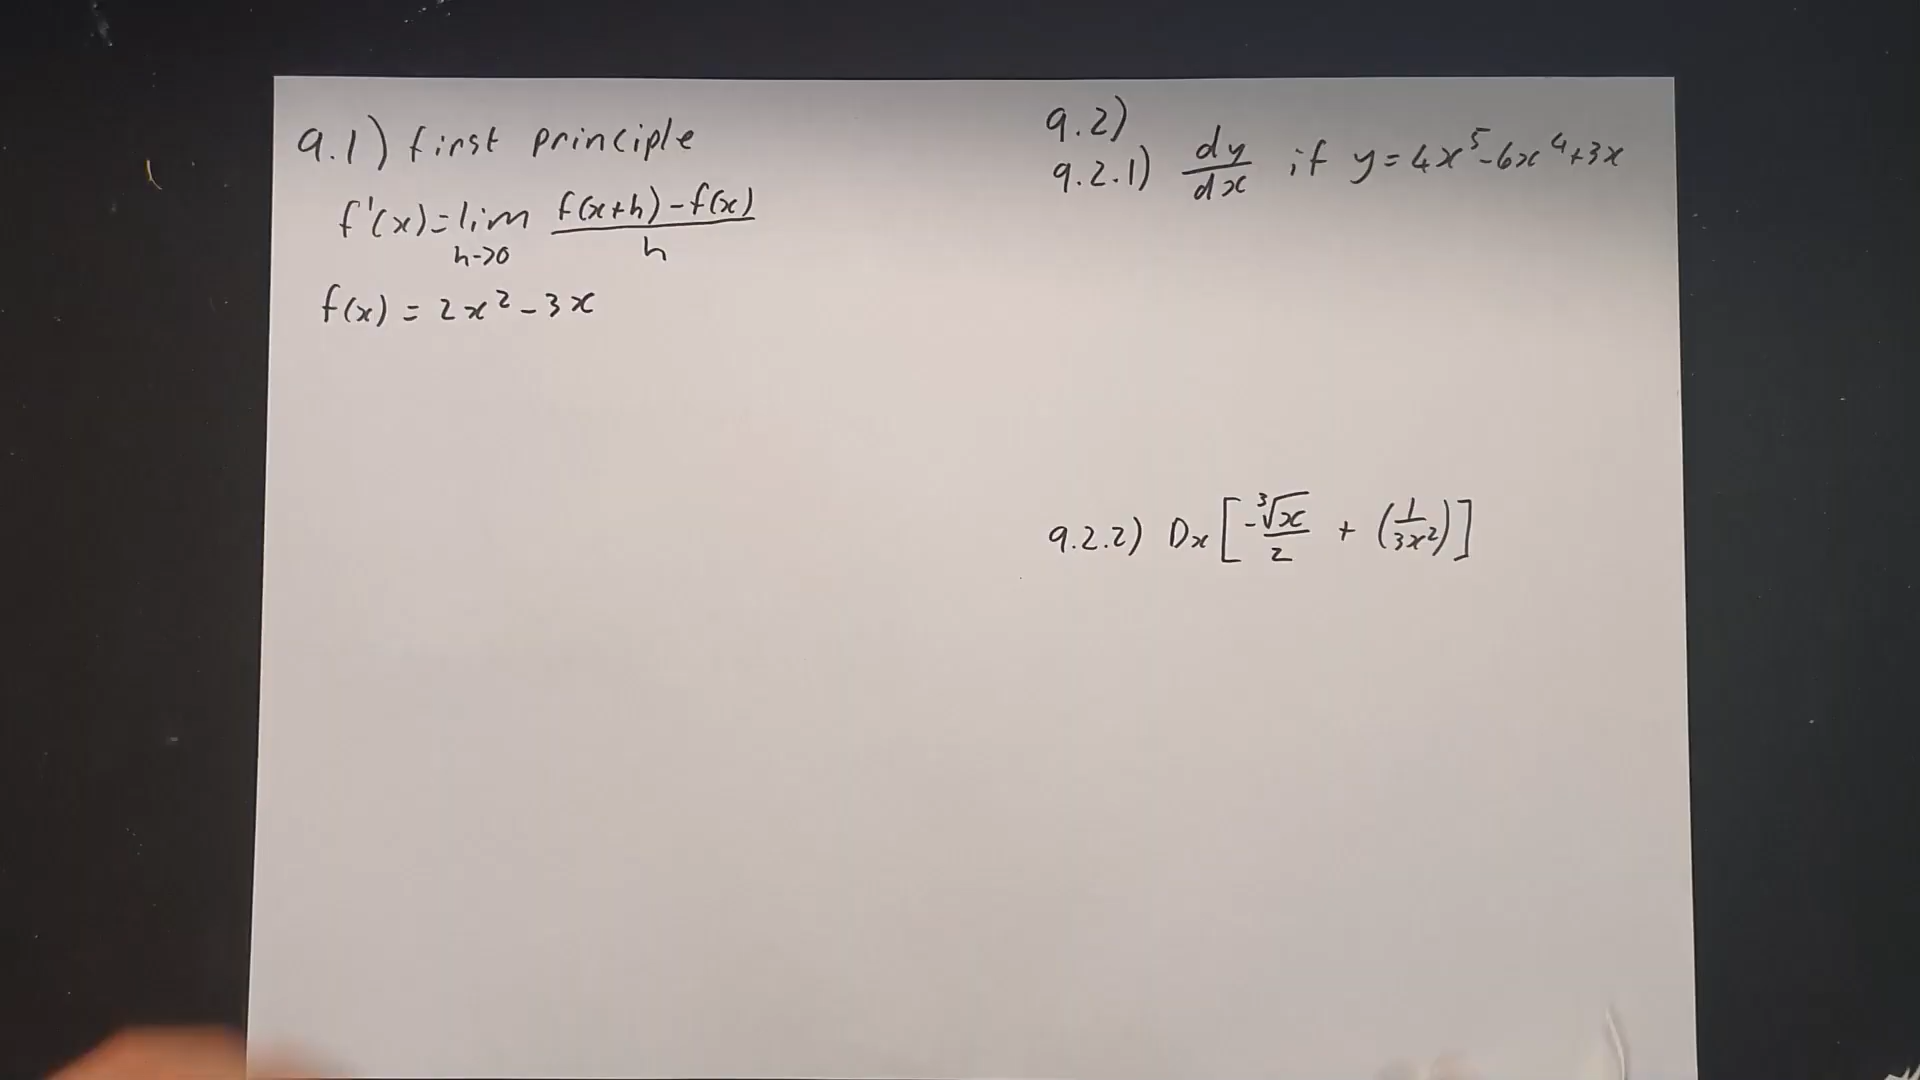 9.1) first principle
f'(x) = lim h->0 f(x+h) - f(x) / h
f(x) = 2x² - 3x
9.2)
9.2.1) dy/dx if y = 4x⁵ - 6x⁴ + 3x
9.2.2) Dx [ -∛x / 2 + (1 / 3x²) ]